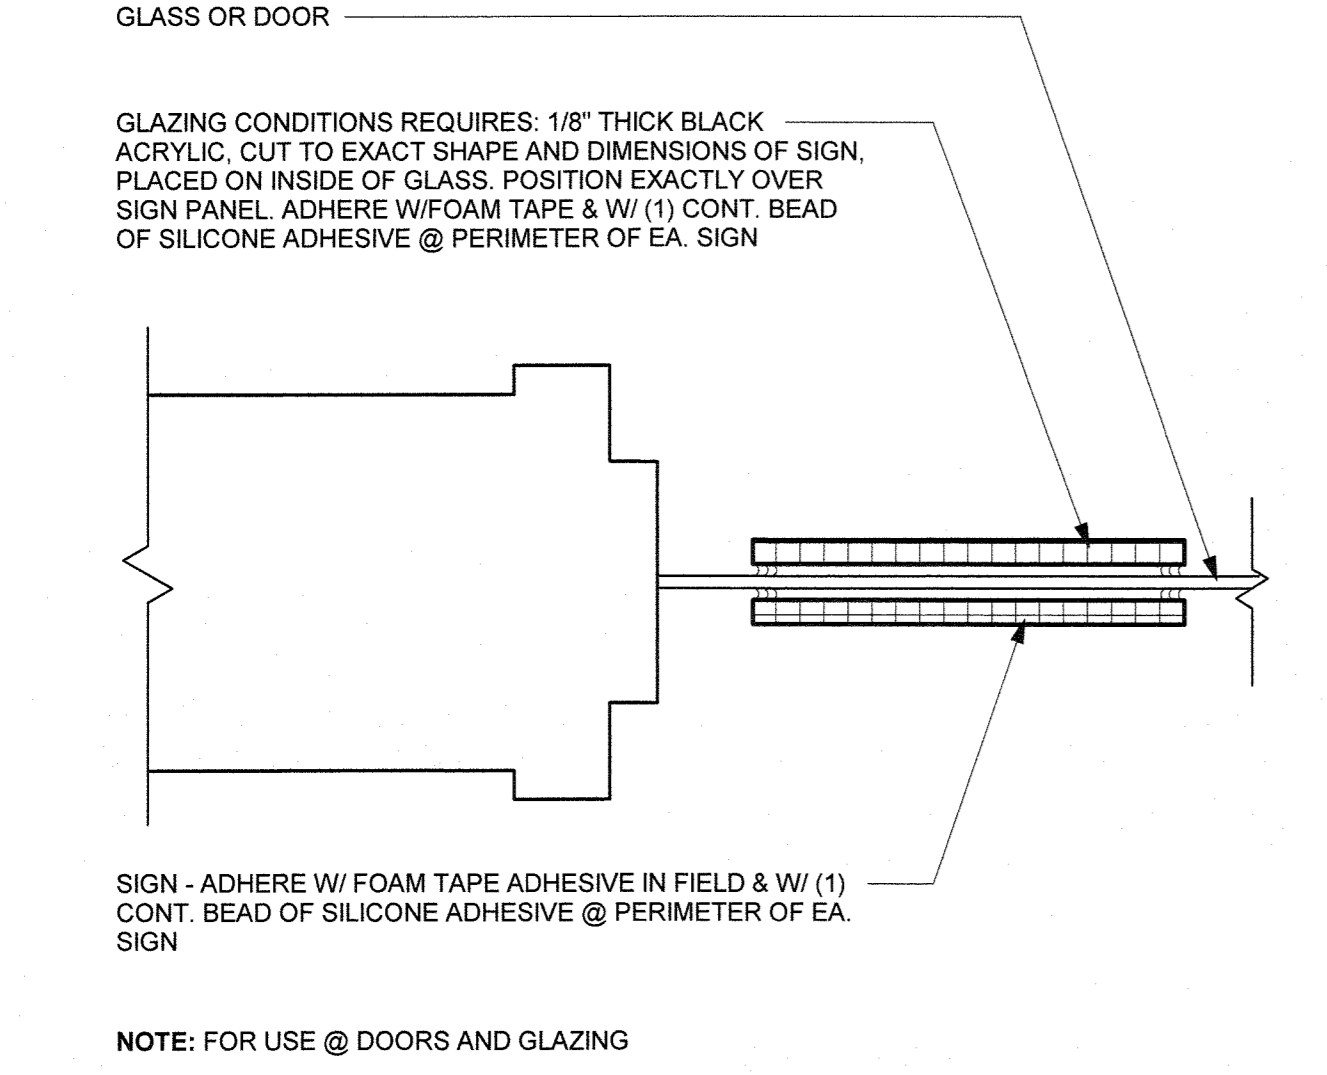 GLASS OR DOOR
GLAZING CONDITIONS REQUIRES: 1/8" THICK BLACK
ACRYLIC, CUT TO EXACT SHAPE AND DIMENSIONS OF SIGN,
PLACED ON INSIDE OF GLASS. POSITION EXACTLY OVER
SIGN PANEL. ADHERE W/FOAM TAPE & W/ (1) CONT. BEAD
OF SILICONE ADHESIVE @ PERIMETER OF EA. SIGN
SIGN - ADHERE W/ FOAM TAPE ADHESIVE IN FIELD & W/ (1)
CONT. BEAD OF SILICONE ADHESIVE @ PERIMETER OF EA.
SIGN
NOTE: FOR USE @ DOORS AND GLAZING